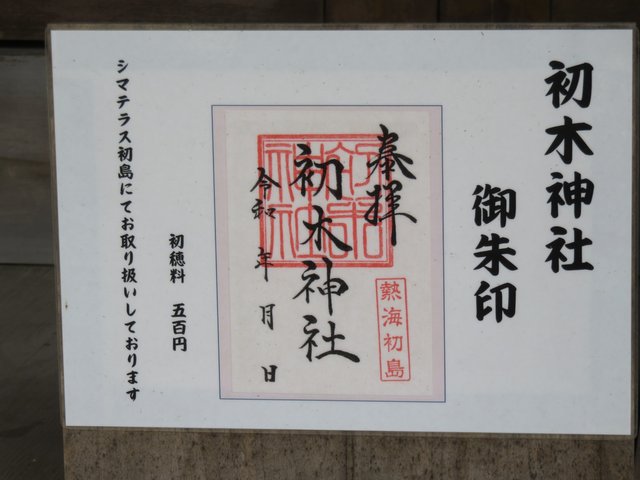 初木神社
御朱印
奉拝
初木神社
令和 年 月 日
熱海初島
初穂料 五百円
シマテラス初島にてお取り扱いしております